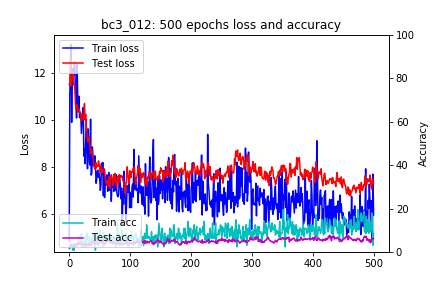 bc3_012: 500 epochs loss and accuracy
Train loss
Test loss
Train acc
Test acc
Loss
12
10
8
6
Accuracy
100
80
60
40
20
0
0
100
200
300
400
500